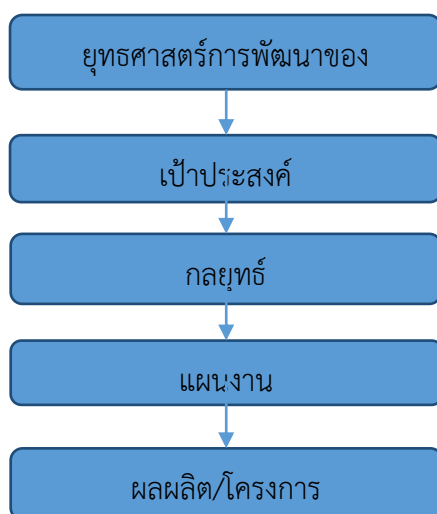 ยุทธศาสตร์การพัฒนาของ
เป้าประสงค์
กลยุทธ์
แผนงาน
ผลผลิต/โครงการ